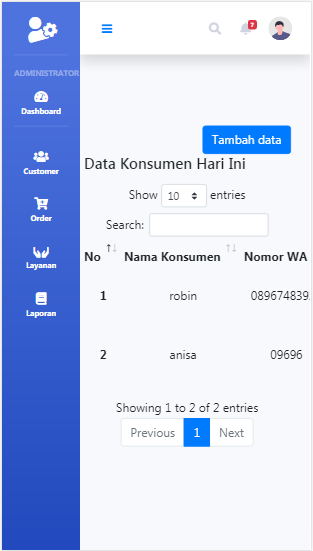 7
ADMINISTRATOR
Dashboard
Customer
Order
Layanan
Laporan
Tambah data
Data Konsumen Hari Ini
Show 10 entries
Search:
No Nama Konsumen Nomor WA
1 robin 089674839
2 anisa 09696
Showing 1 to 2 of 2 entries
Previous 1 Next